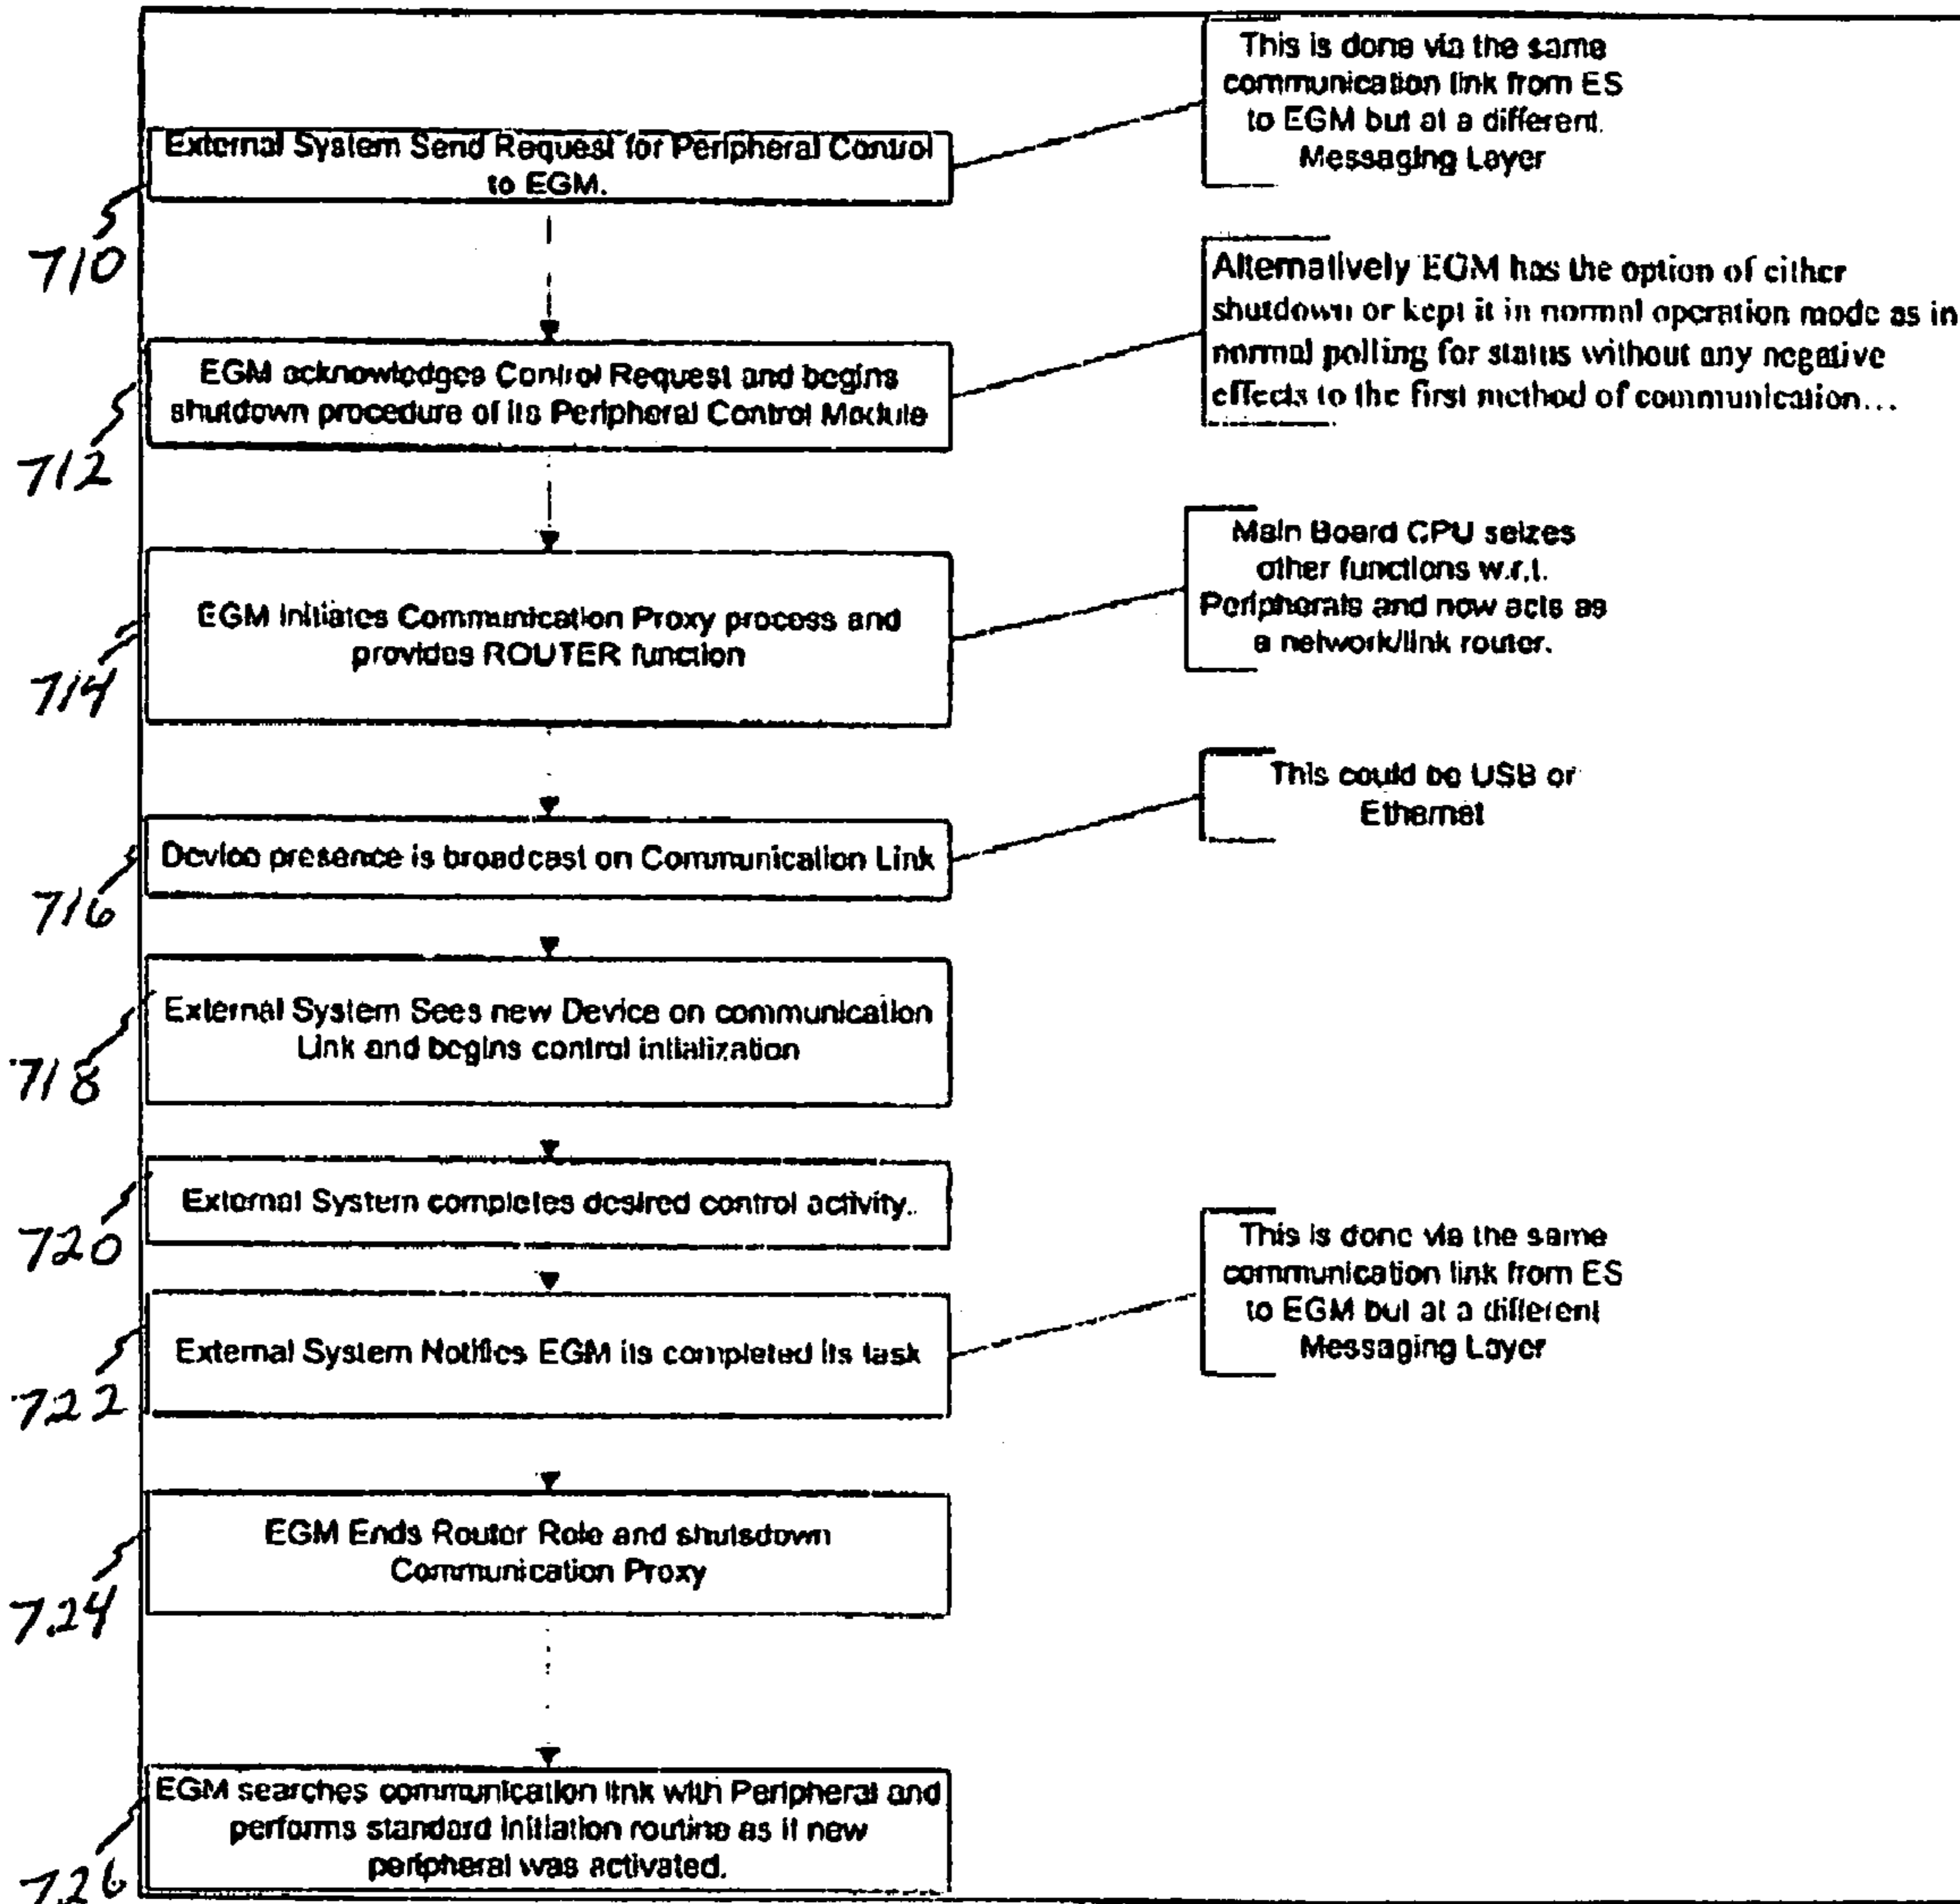 External System Send Request for Peripheral Control
to EGM.
This is done via the same
communication link from ES
to EGM but at a different.
Messaging Layer
710
EGM acknowledges Control Request and begins
shutdown procedure of its Peripheral Control Module
Alternatively EGM has the option of either
shutdown or kept it in normal operation mode as in
normal polling for status without any negative
effects to the first method of communication...
712
EGM Initiates Communication Proxy process and
provides ROUTER function
Main Board CPU seizes
other functions w.r.t.
Peripherals and now acts as
a network/link router.
714
Device presence is broadcast on Communication Link
This could be USB or
Ethernet
716
External System Sees new Device on communication
Link and begins control initialization
718
External System completes desired control activity..
720
External System Notifies EGM its completed its task
This is done via the same
communication link from ES
to EGM but at a different
Messaging Layer
722
EGM Ends Router Role and shutsdown
Communication Proxy
724
EGM searches communication link with Peripheral and
performs standard initiation routine as if new
peripheral was activated.
726